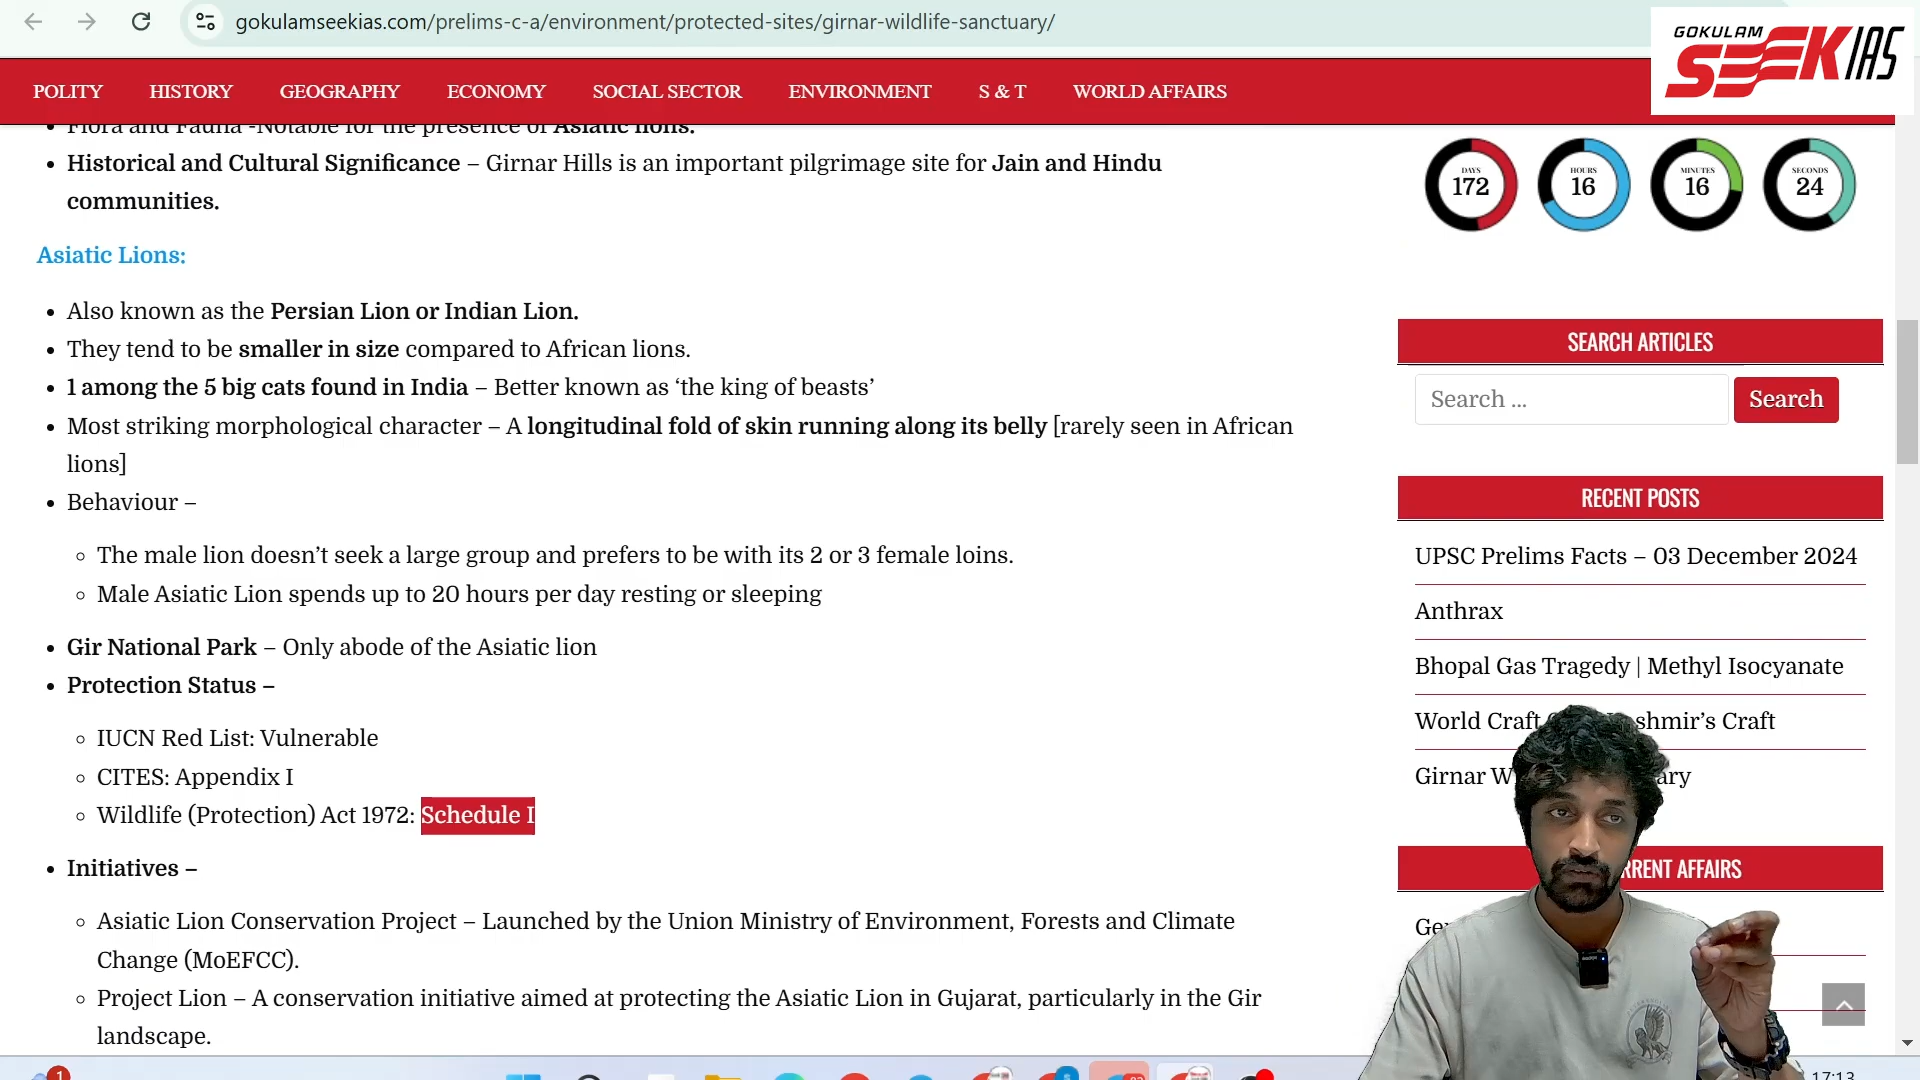 gokulamseekias.com/prelims-c-a/environment/protected-sites/girnar-wildlife-sanctuary/
GOKULAM
SEEKIAS
POLITY HISTORY GEOGRAPHY ECONOMY SOCIAL SECTOR ENVIRONMENT S & T WORLD AFFAIRS
Flora and Fauna -Notable for the presence of Asiatic lions.
Historical and Cultural Significance – Girnar Hills is an important pilgrimage site for Jain and Hindu
communities.
Asiatic Lions:
Also known as the Persian Lion or Indian Lion.
They tend to be smaller in size compared to African lions.
1 among the 5 big cats found in India – Better known as ‘the king of beasts’
Most striking morphological character – A longitudinal fold of skin running along its belly [rarely seen in African
lions]
Behaviour –
The male lion doesn’t seek a large group and prefers to be with its 2 or 3 female loins.
Male Asiatic Lion spends up to 20 hours per day resting or sleeping
Gir National Park – Only abode of the Asiatic lion
Protection Status –
IUCN Red List: Vulnerable
CITES: Appendix I
Wildlife (Protection) Act 1972: Schedule I
Initiatives –
Asiatic Lion Conservation Project – Launched by the Union Ministry of Environment, Forests and Climate
Change (MoEFCC).
Project Lion – A conservation initiative aimed at protecting the Asiatic Lion in Gujarat, particularly in the Gir
landscape.
DAYS
172
HOURS
16
MINUTES
16
SECONDS
24
SEARCH ARTICLES
Search ...
Search
RECENT POSTS
UPSC Prelims Facts – 03 December 2024
Anthrax
Bhopal Gas Tragedy | Methyl Isocyanate
World Craft shmir’s Craft
Girnar W ary
RRENT AFFAIRS
Ge
1
17:13